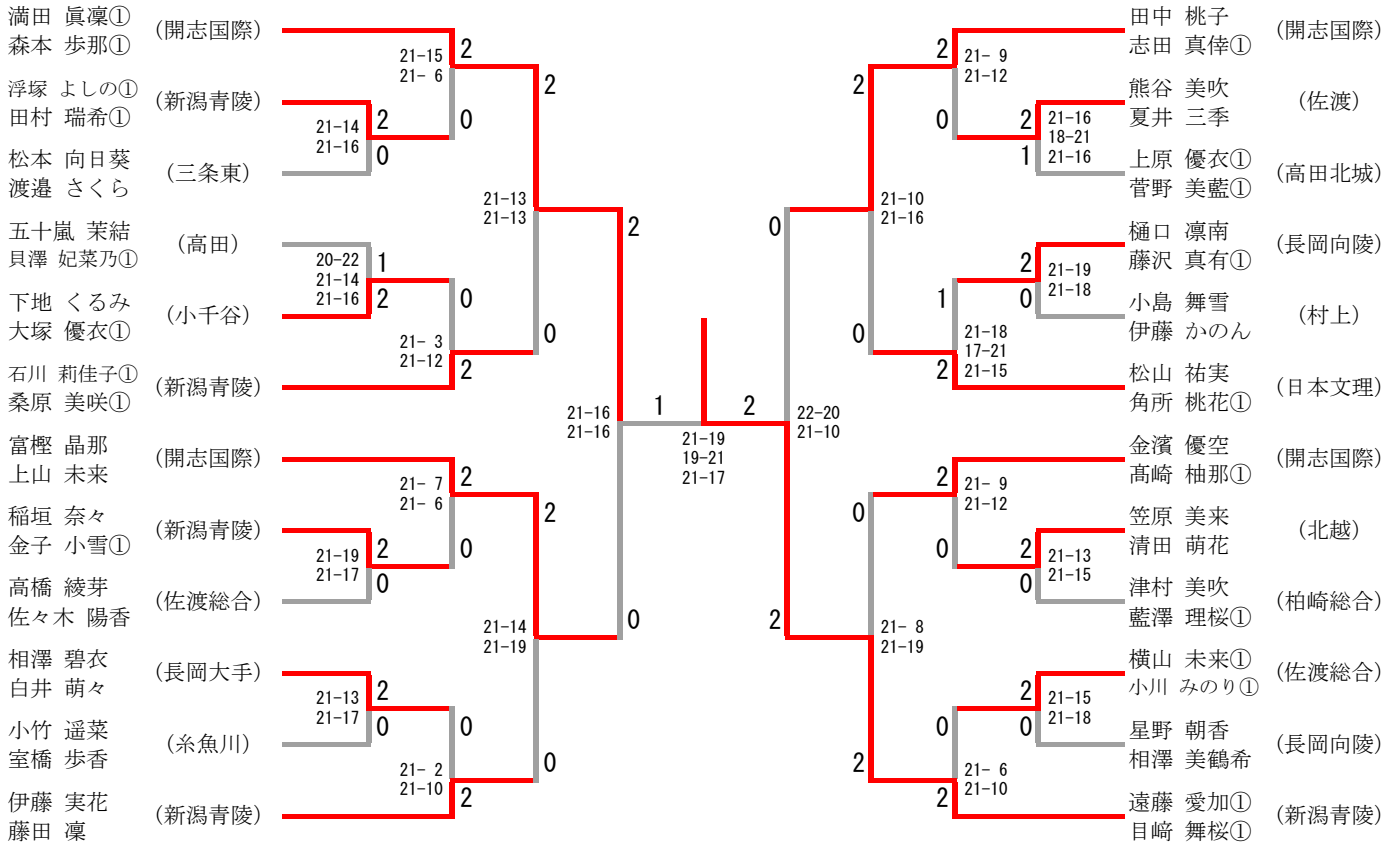 満田 眞凜①
森本 歩那①
(開志国際)
浮塚 よしの①
田村 瑞希①
(新潟青陵)
松本 向日葵
渡邉 さくら
(三条東)
五十嵐 茉結
貝澤 妃菜乃①
(高田)
下地 くるみ
大塚 優衣①
(小千谷)
石川 莉佳子①
桑原 美咲①
(新潟青陵)
富樫 晶那
上山 未来
(開志国際)
稲垣 奈々
金子 小雪①
(新潟青陵)
高橋 綾芽
佐々木 陽香
(佐渡総合)
相澤 碧衣
白井 萌々
(長岡大手)
小竹 遥菜
室橋 歩香
(糸魚川)
伊藤 実花
藤田 凜
(新潟青陵)
21-14
21-16
2
0
20-22
21-14
21-16
1
2
21-19
21-17
2
0
21-13
21-17
2
0
21-15
21- 6
2
0
21- 3
21-12
0
2
21- 7
21- 6
2
0
21- 2
21-10
0
2
21-13
21-13
2
0
21-14
21-19
2
0
21-16
21-16
2
0
1
2
21-19
19-21
21-17
22-20
21-10
0
2
21-10
21-16
2
0
21- 8
21-19
0
2
21- 9
21-12
2
0
21-18
17-21
21-15
1
2
21- 9
21-12
2
0
21- 6
21-10
0
2
21-16
18-21
21-16
2
1
21-19
21-18
2
0
21-13
21-15
2
0
21-15
21-18
2
0
田中 桃子
志田 真倖①
(開志国際)
熊谷 美吹
夏井 三季
(佐渡)
上原 優衣①
菅野 美藍①
(高田北城)
樋口 凛南
藤沢 真有①
(長岡向陵)
小島 舞雪
伊藤 かのん
(村上)
松山 祐実
角所 桃花①
(日本文理)
金濱 優空
髙崎 柚那①
(開志国際)
笠原 美来
清田 萌花
(北越)
津村 美吹
藍澤 理桜①
(柏崎総合)
横山 未来①
小川 みのり①
(佐渡総合)
星野 朝香
相澤 美鶴希
(長岡向陵)
遠藤 愛加①
目﨑 舞桜①
(新潟青陵)